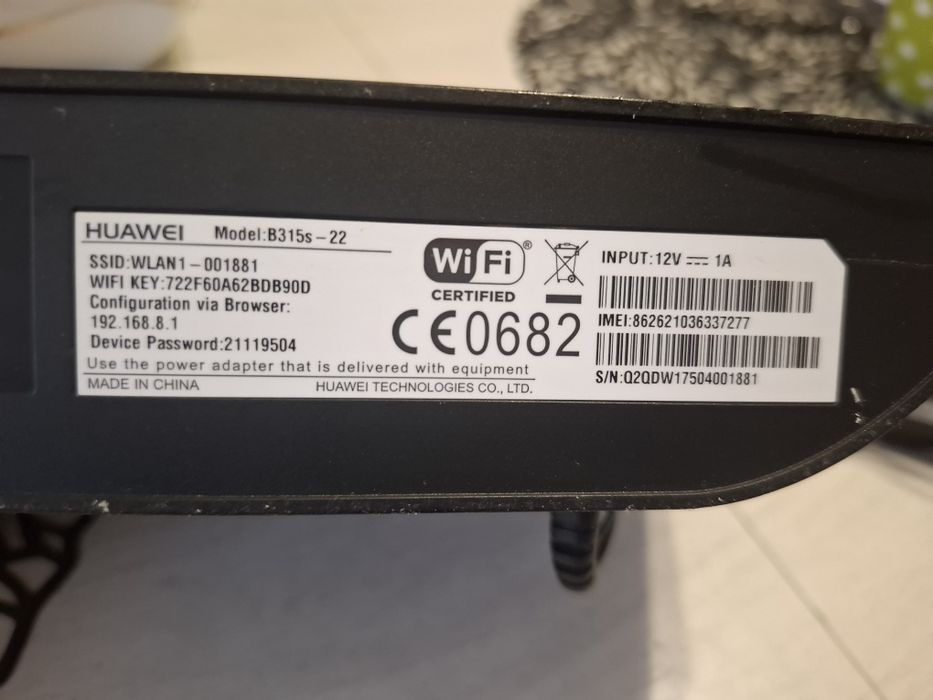 HUAWEI Model:B315s-22
SSID:WLAN1-001881
WIFI KEY:722F60A62BDB90D
Configuration via Browser:
192.168.8.1
Device Password:21119504
Use the power adapter that is delivered with equipment
MADE IN CHINA HUAWEI TECHNOLOGIES CO., LTD.
WiFi®
CERTIFIED
CE0682
INPUT:12V ⎓ 1A
IMEI:862621036337277
S/N:Q2QDW17504001881